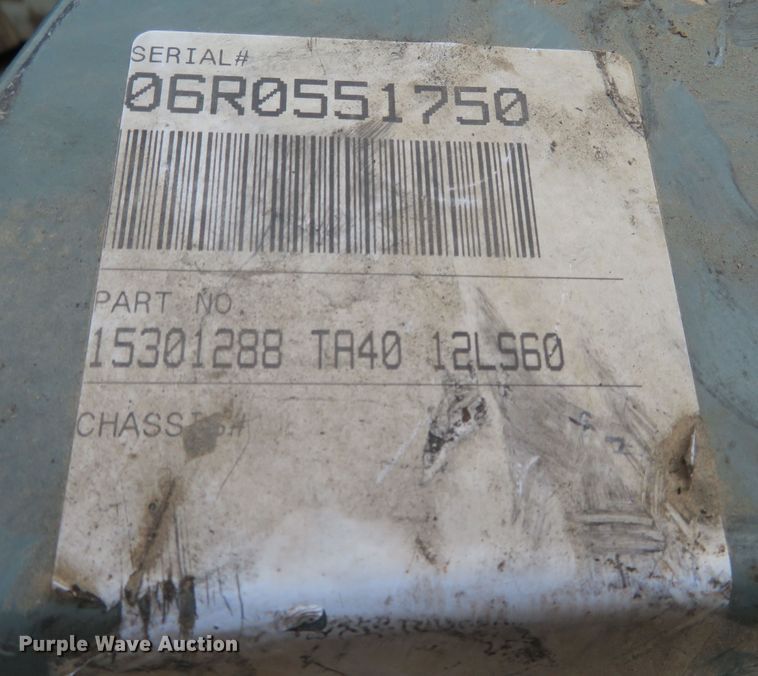 SERIAL#
06R0551750
PART NO.
15301288 TA40 12LS60
CHASSIS#
Purple Wave Auction